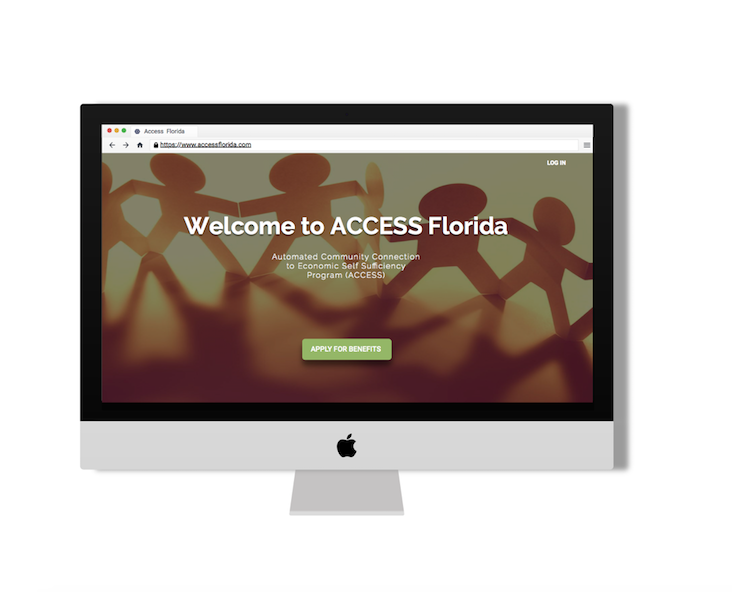 Access Florida
https://www.accessflorida.com
LOG IN
Welcome to ACCESS Florida
Automated Community Connection
to Economic Self Sufficiency
Program (ACCESS)
APPLY FOR BENEFITS